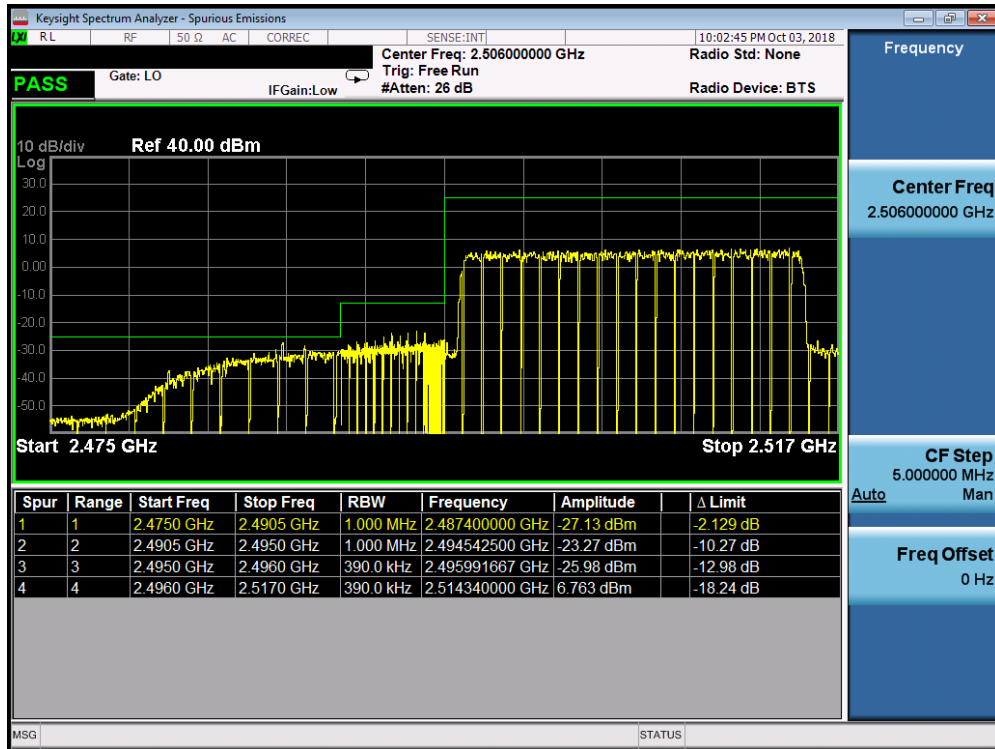 Keysight Spectrum Analyzer - Spurious Emissions
LXI RL RF 50 Ω AC CORREC SENSE:INT 10:02:45 PM Oct 03, 2018
Center Freq: 2.506000000 GHz Radio Std: None
PASS Gate: LO Trig: Free Run
IFGain:Low #Atten: 26 dB Radio Device: BTS
Frequency
10 dB/div Ref 40.00 dBm
Log
30.0
20.0
10.0
0.00
-10.0
-20.0
-30.0
-40.0
-50.0
Start 2.475 GHz Stop 2.517 GHz
Spur Range Start Freq Stop Freq RBW Frequency Amplitude Δ Limit
1 1 2.4750 GHz 2.4905 GHz 1.000 MHz 2.487400000 GHz -27.13 dBm -2.129 dB
2 2 2.4905 GHz 2.4950 GHz 1.000 MHz 2.494542500 GHz -23.27 dBm -10.27 dB
3 3 2.4950 GHz 2.4960 GHz 390.0 kHz 2.495991667 GHz -25.98 dBm -12.98 dB
4 4 2.4960 GHz 2.5170 GHz 390.0 kHz 2.514340000 GHz 6.763 dBm -18.24 dB
Center Freq
2.506000000 GHz
CF Step
5.000000 MHz
Auto Man
Freq Offset
0 Hz
MSG STATUS